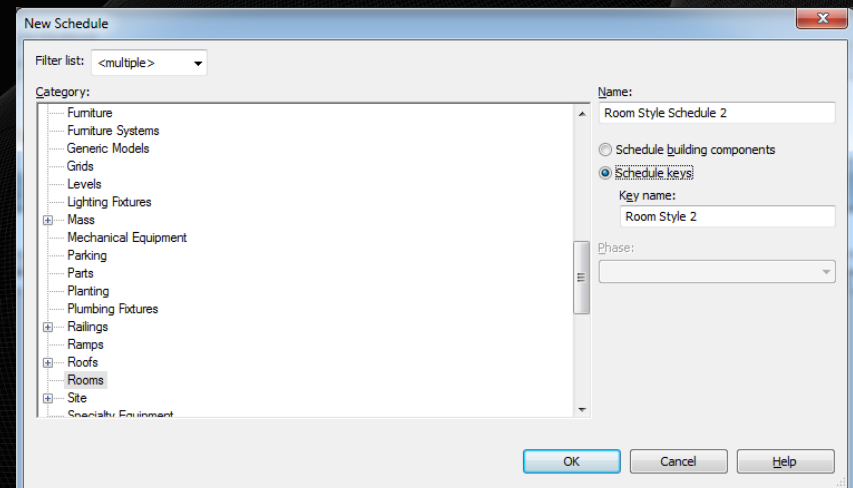 New Schedule
Filter list: <multiple>
Category:
Furniture
Furniture Systems
Generic Models
Grids
Levels
Lighting Fixtures
Mass
Mechanical Equipment
Parking
Parts
Planting
Plumbing Fixtures
Railings
Ramps
Roofs
Rooms
Site
Specialty Equipment
Name:
Room Style Schedule 2
Schedule building components
Schedule keys
Key name:
Room Style 2
Phase:
OK Cancel Help